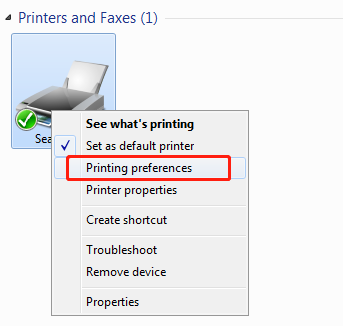 Printers and Faxes (1)
Sea
See what's printing
Set as default printer
Printing preferences
Printer properties
Create shortcut
Troubleshoot
Remove device
Properties